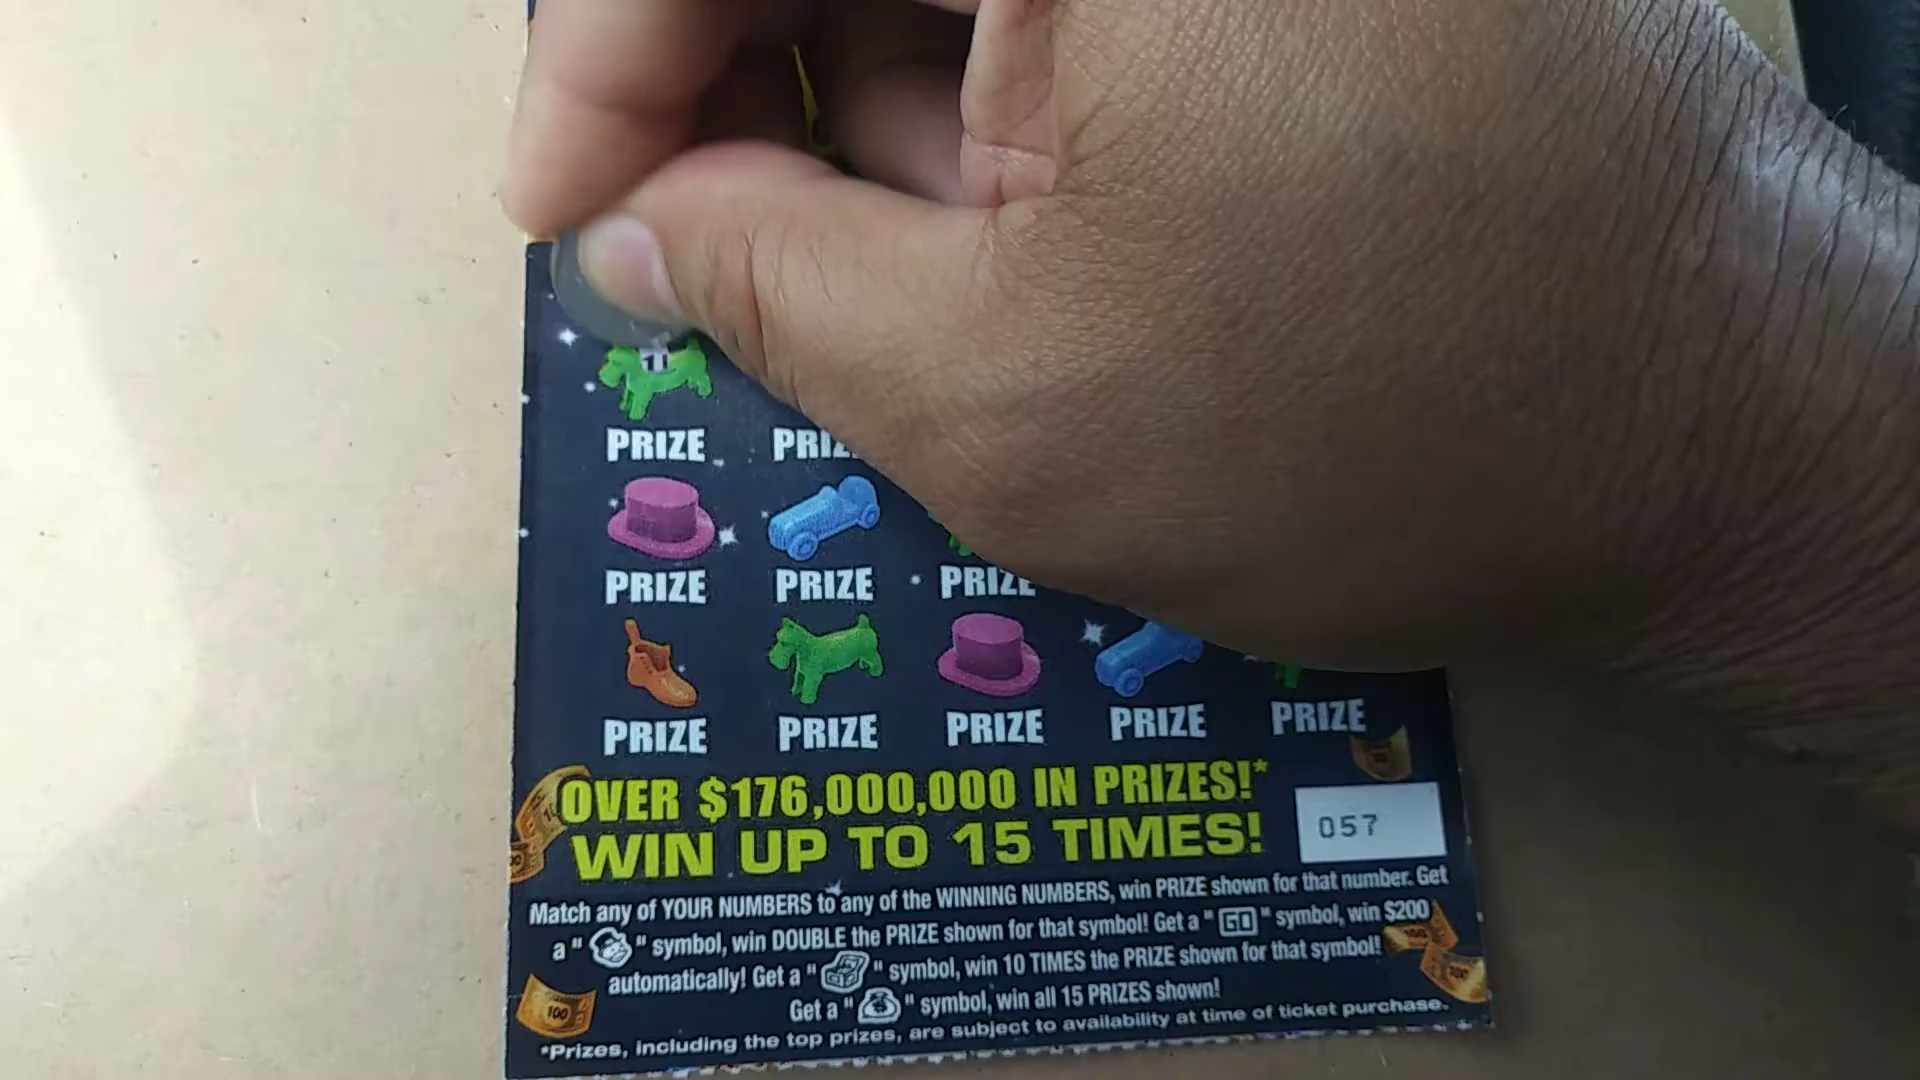 PRIZE
PRIZE PRIZE PRIZE
PRIZE PRIZE PRIZE PRIZE PRIZE
OVER $176,000,000 IN PRIZES!*
WIN UP TO 15 TIMES!
057
Match any of YOUR NUMBERS to any of the WINNING NUMBERS, win PRIZE shown for that number. Get
a " " symbol, win DOUBLE the PRIZE shown for that symbol! Get a " GO " symbol, win $200
automatically! Get a " " symbol, win 10 TIMES the PRIZE shown for that symbol!
Get a " " symbol, win all 15 PRIZES shown!
*Prizes, including the top prizes, are subject to availability at time of ticket purchase.
100
100
100